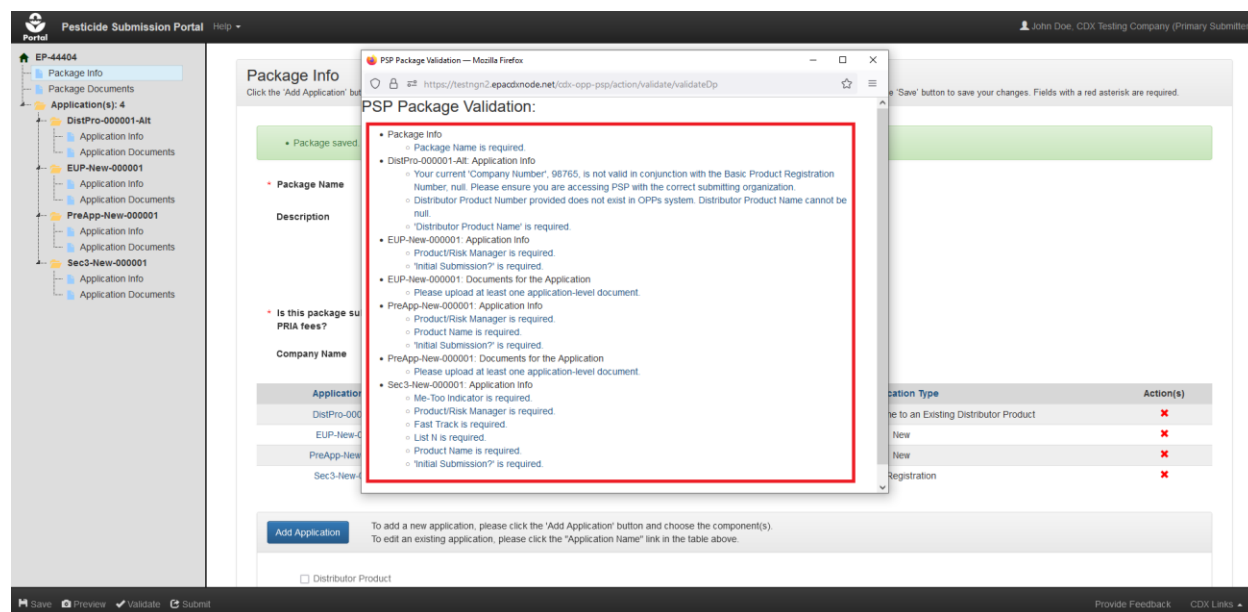 Portal
Pesticide Submission Portal Help
John Doe, CDX Testing Company (Primary Submitter
EP-44404
Package Info
Package Documents
Application(s): 4
DistPro-000001-Alt
Application Info
Application Documents
EUP-New-000001
Application Info
Application Documents
PreApp-New-000001
Application Info
Application Documents
Sec3-New-000001
Application Info
Application Documents
Package Info
Click the 'Add Application' but
e 'Save' button to save your changes. Fields with a red asterisk are required.
• Package saved.
* Package Name
Description
* Is this package su
PRIA fees?
Company Name
PSP Package Validation — Mozilla Firefox
https://testngn2.epacdxnode.net/cdx-opp-psp/action/validate/validateDp
PSP Package Validation:
• Package Info
○ Package Name is required.
• DistPro-000001-Alt: Application Info
○ Your current 'Company Number', 98765, is not valid in conjunction with the Basic Product Registration
Number, null. Please ensure you are accessing PSP with the correct submitting organization.
○ Distributor Product Number provided does not exist in OPPs system. Distributor Product Name cannot be
null.
○ 'Distributor Product Name' is required.
• EUP-New-000001: Application Info
○ Product/Risk Manager is required.
○ 'Initial Submission?' is required.
• EUP-New-000001: Documents for the Application
○ Please upload at least one application-level document.
• PreApp-New-000001: Application Info
○ Product/Risk Manager is required.
○ Product Name is required.
○ 'Initial Submission?' is required.
• PreApp-New-000001: Documents for the Application
○ Please upload at least one application-level document.
• Sec3-New-000001: Application Info
○ Me-Too Indicator is required.
○ Product/Risk Manager is required.
○ Fast Track is required.
○ List N is required.
○ Product Name is required.
○ 'Initial Submission?' is required.
Application
cation Type Action(s)
DistPro-000
ne to an Existing Distributor Product
EUP-New-0
New
PreApp-New
New
Sec3-New-0
Registration
Add Application
To add a new application, please click the 'Add Application' button and choose the component(s).
To edit an existing application, please click the "Application Name" link in the table above.
Distributor Product
Save Preview Validate Submit
Provide Feedback CDX Links